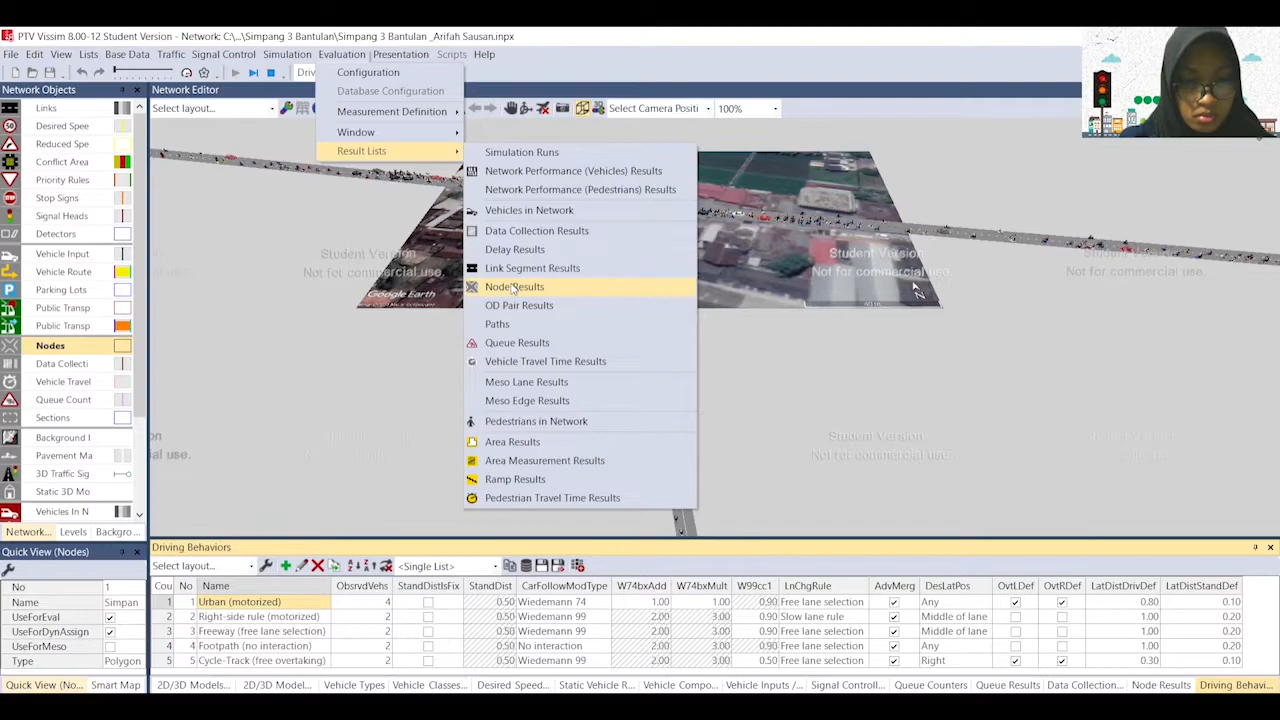 PTV Vissim 8.00-12 Student Version - Network: C:\...\Simpang 3 Bantulan\Simpang 3 Bantulan _Arifah Sausan.inpx
File Edit View Lists Base Data Traffic Signal Control Simulation Evaluation Presentation Scripts Help
Driv
Network Objects
Network Editor
Select layout...
Select Camera Positi
100%
Links
Desired Spee
Reduced Spe
Conflict Area
Priority Rules
Stop Signs
Signal Heads
Detectors
Vehicle Input
Vehicle Route
Parking Lots
Public Transp
Public Transp
Nodes
Data Collecti
Vehicle Travel
Queue Count
Sections
Background I
Pavement Ma
3D Traffic Sig
Static 3D Mo
Vehicles In N
Network... Levels Backgro...
Configuration
Database Configuration
Measurement Definition
Window
Result Lists
Simulation Runs
Network Performance (Vehicles) Results
Network Performance (Pedestrians) Results
Vehicles in Network
Data Collection Results
Delay Results
Link Segment Results
Node Results
OD Pair Results
Paths
Queue Results
Vehicle Travel Time Results
Meso Lane Results
Meso Edge Results
Pedestrians in Network
Area Results
Area Measurement Results
Ramp Results
Pedestrian Travel Time Results
Student Version
Not for commercial use.
Student Version
Not for commercial use.
Student Version
Not for commercial use.
Google Earth
N
Student Version
Not for commercial use.
Quick View (Nodes)
No 1
Name Simpan
UseForEval
UseForDynAssign
UseForMeso
Type Polygon
Quick View (No... Smart Map
Driving Behaviors
Select layout... <Single List>
Cou No Name ObsrvdVehs StandDistIsFix StandDist CarFollowModType W74bxAdd W74bxMult W99cc1 LnChgRule AdvMerg DesLatPos OvtLDef OvtRDef LatDistDrivDef LatDistStandDef
1 1 Urban (motorized) 4 0.50 Wiedemann 74 1.00 1.00 0.90 Free lane selection Any 0.80 0.10
2 2 Right-side rule (motorized) 2 0.50 Wiedemann 99 2.00 3.00 0.90 Slow lane rule Middle of lane 1.00 0.20
3 3 Freeway (free lane selection) 2 0.50 Wiedemann 99 2.00 3.00 0.90 Free lane selection Middle of lane 1.00 0.20
4 4 Footpath (no interaction) 2 0.50 No interaction 2.00 3.00 0.90 Free lane selection Any 1.00 0.20
5 5 Cycle-Track (free overtaking) 2 0.50 Wiedemann 99 2.00 3.00 0.50 Free lane selection Right 0.30 0.10
2D/3D Models... 2D/3D Model... Vehicle Types Vehicle Classes... Desired Speed... Static Vehicle R... Vehicle Compo... Vehicle Inputs /... Signal Controll... Queue Counters Queue Results Data Collection... Node Results Driving Behavi...